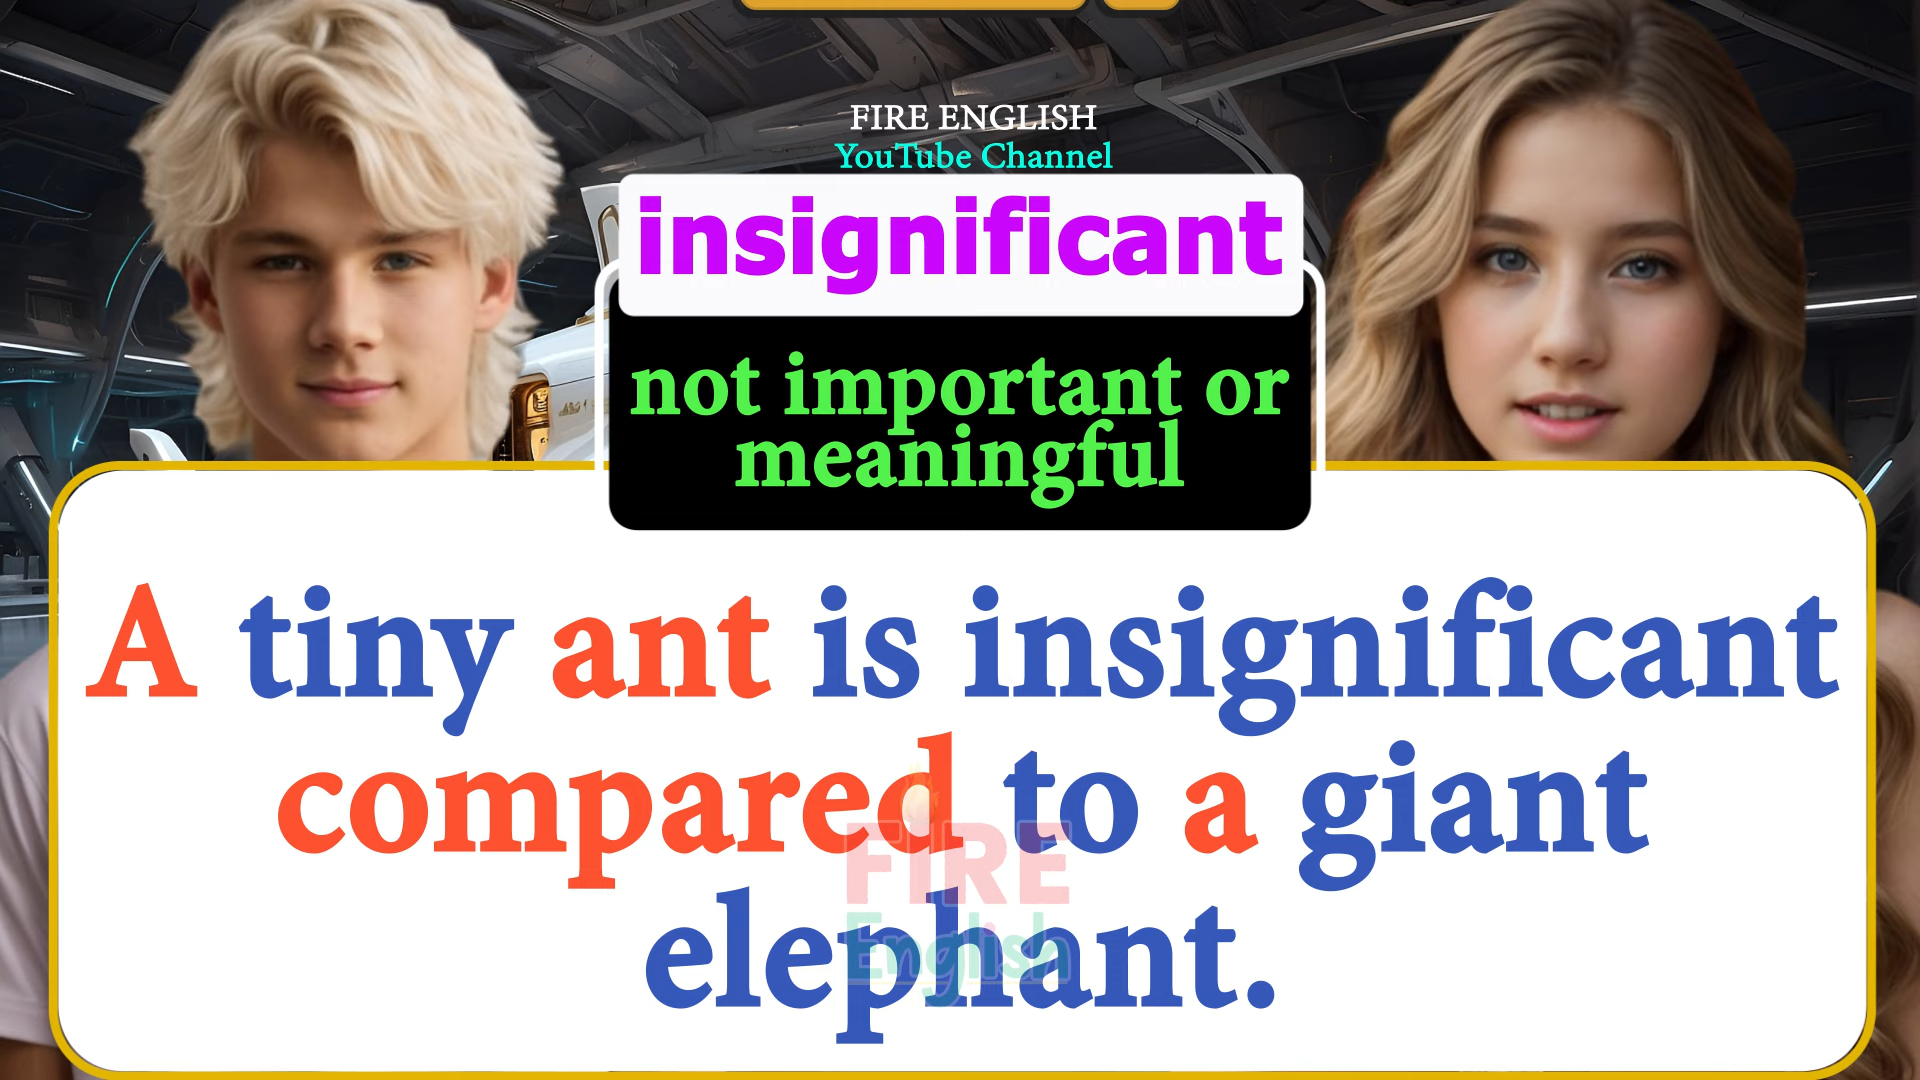 FIRE ENGLISH
YouTube Channel
insignificant
not important or
meaningful
A tiny ant is insignificant
compared to a giant
elephant.
FIRE
English